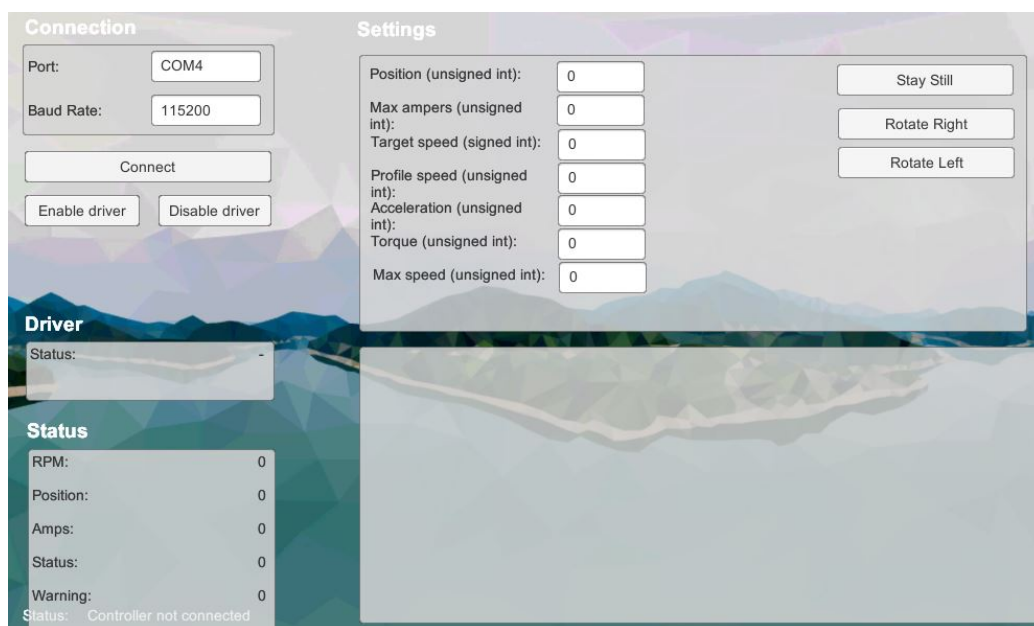 Connection
Port: COM4
Baud Rate: 115200
Connect
Enable driver Disable driver
Driver
Status: -
Status
RPM: 0
Position: 0
Amps: 0
Status: 0
Warning: 0
Status: Controller not connected
Settings
Position (unsigned int): 0
Max ampers (unsigned
int): 0
Target speed (signed int): 0
Profile speed (unsigned
int): 0
Acceleration (unsigned
int): 0
Torque (unsigned int): 0
Max speed (unsigned int): 0
Stay Still
Rotate Right
Rotate Left